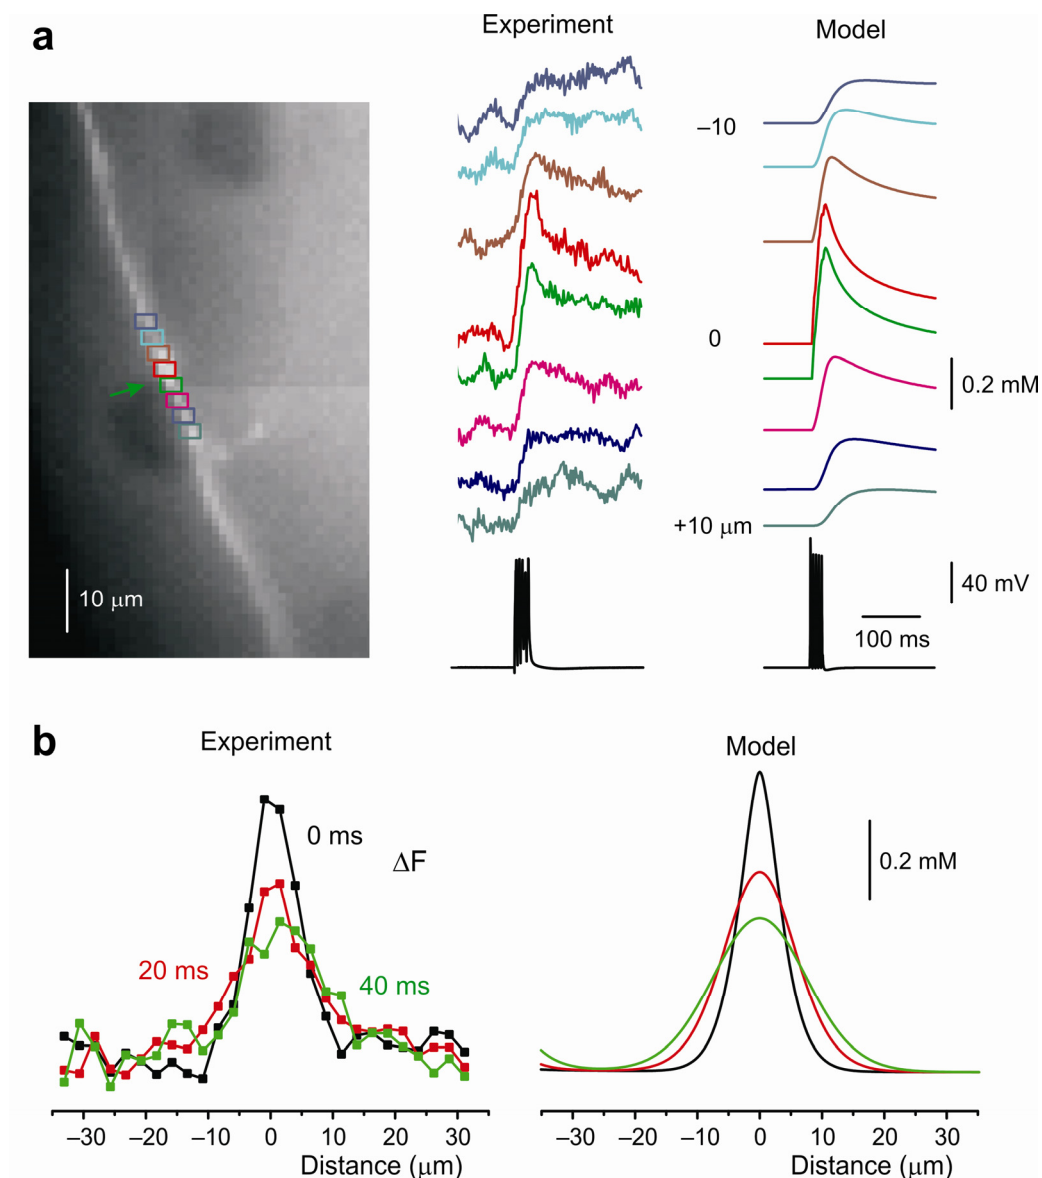 a
Experiment
Model
–10
0
0.2 mM
+10 μm
10 μm
40 mV
100 ms
b
Experiment
Model
0 ms
ΔF
0.2 mM
20 ms
40 ms
–30 –20 –10 0 10 20 30
Distance (μm)
–30 –20 –10 0 10 20 30
Distance (μm)